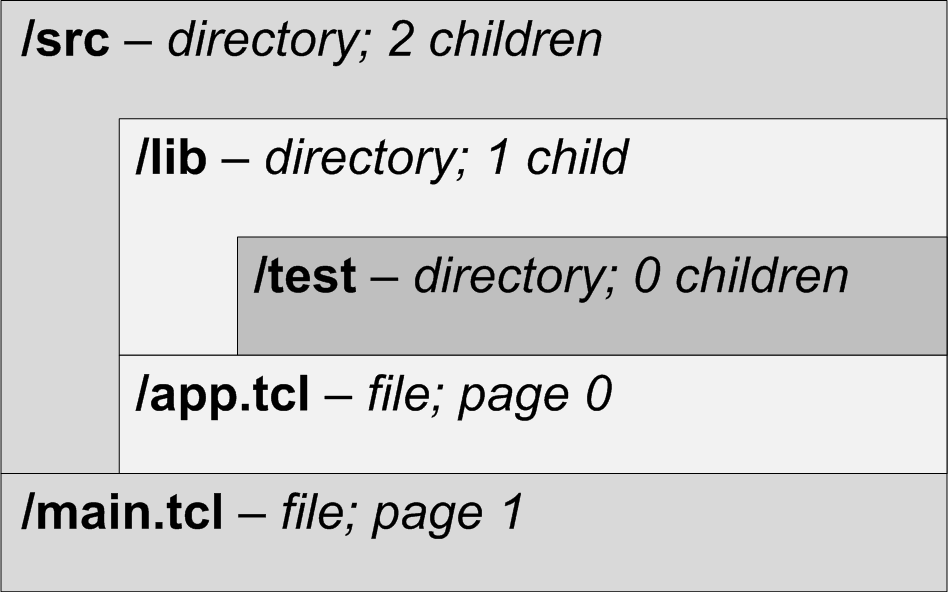 /src – directory; 2 children
/lib – directory; 1 child
/test – directory; 0 children
/app.tcl – file; page 0
/main.tcl – file; page 1